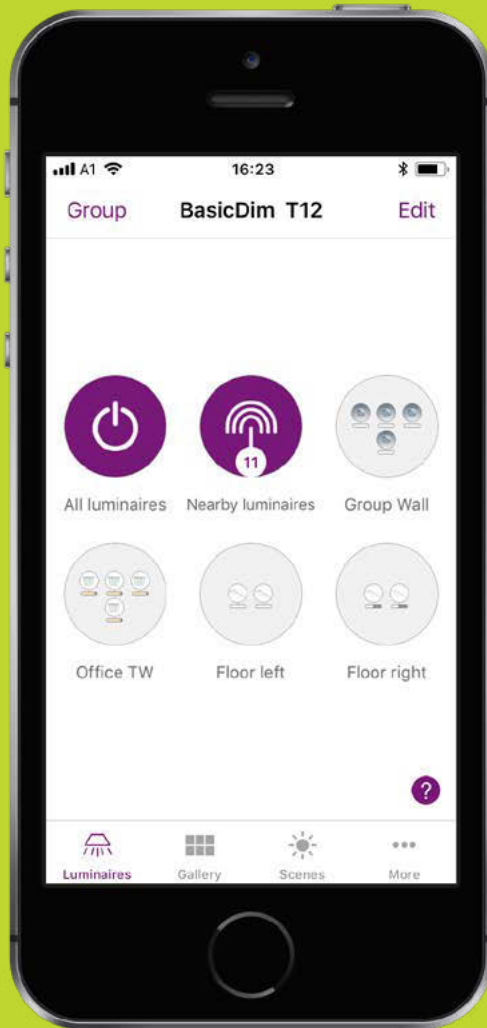 A1 16:23
Group BasicDim T12 Edit
11
All luminaires Nearby luminaires Group Wall
Office TW Floor left Floor right
?
Luminaires Gallery Scenes More